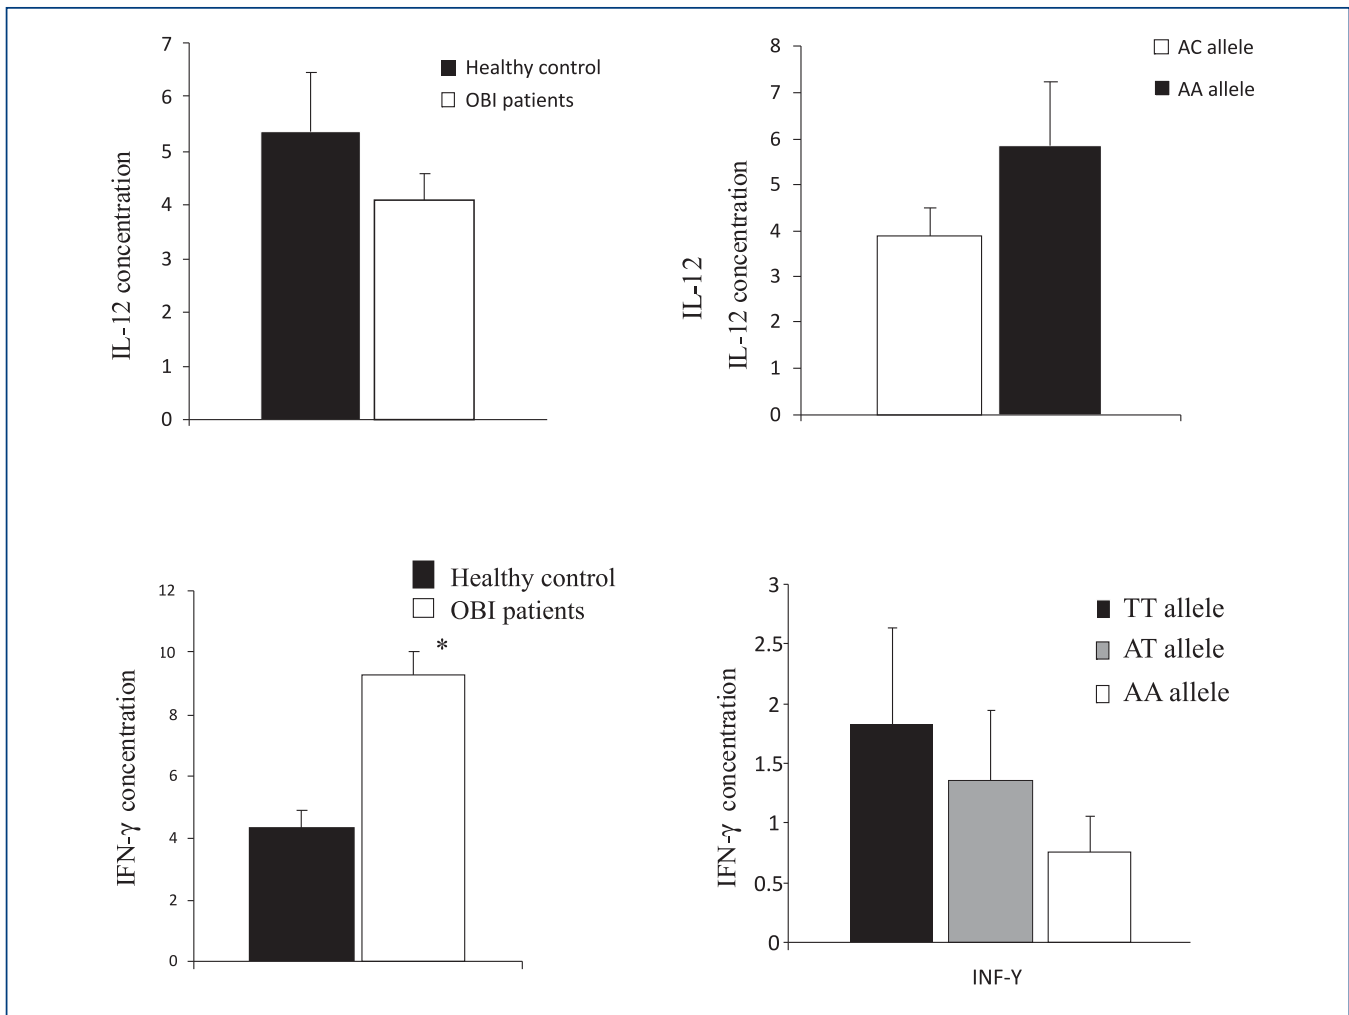 7
6
5
4
3
2
1
0
IL-12 concentration
Healthy control
OBI patients
8
7
6
5
4
3
2
1
0
IL-12
IL-12 concentration
AC allele
AA allele
12
10
8
6
4
2
0
IFN-γ concentration
Healthy control
OBI patients
*
3
2.5
2
1.5
1
0.5
0
IFN-γ concentration
TT allele
AT allele
AA allele
INF-Y